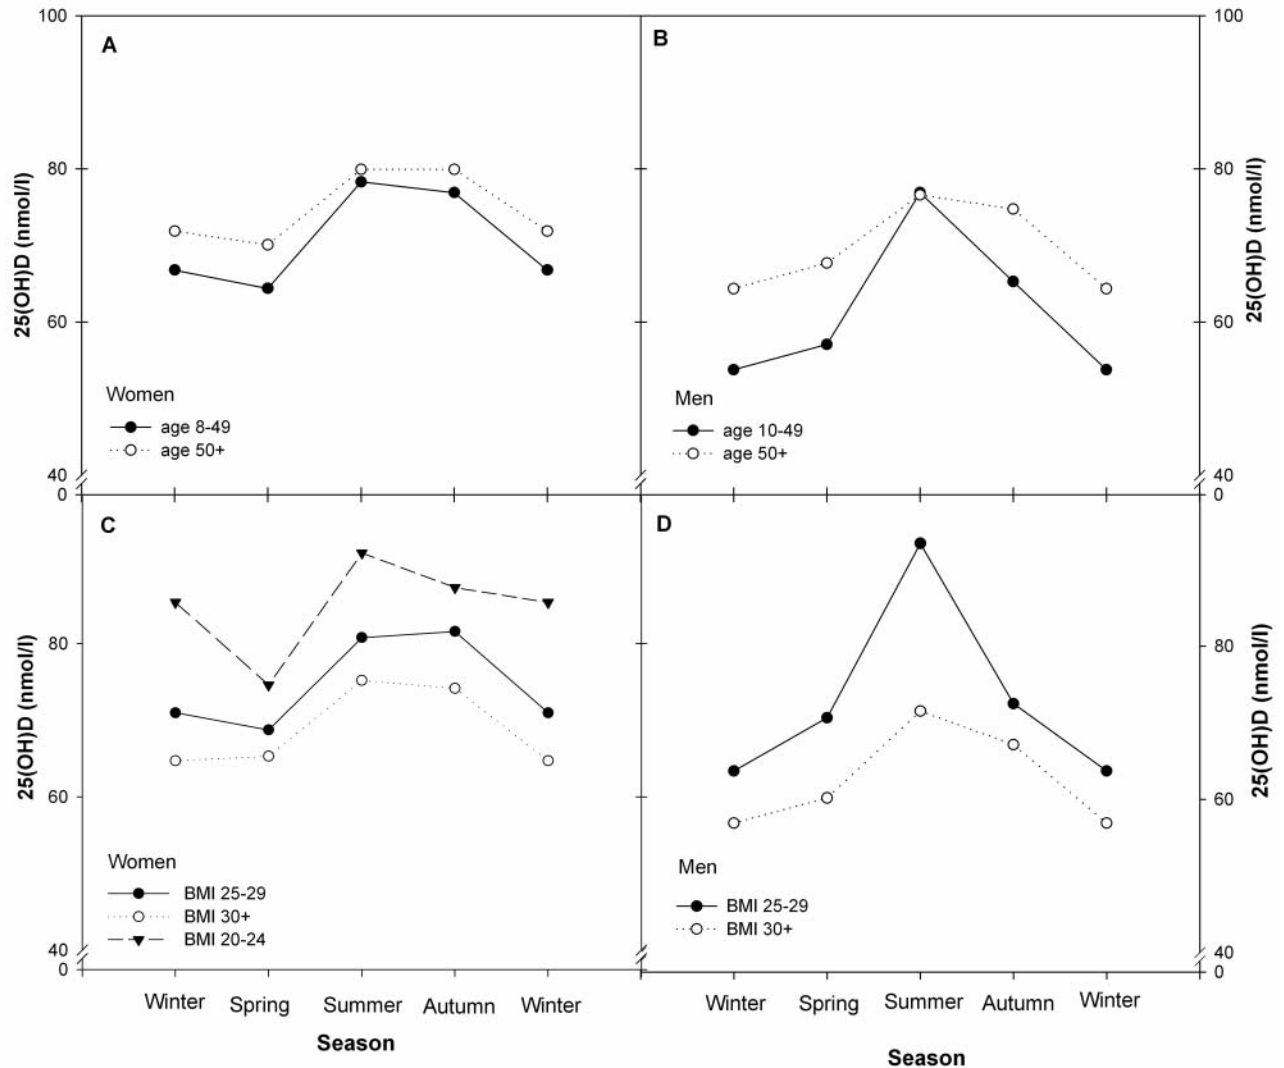 100
A
80
60
40
0
25(OH)D (nmol/l)
Women
age 8-49
age 50+
B
100
80
60
40
0
25(OH)D (nmol/l)
Men
age 10-49
age 50+
C
80
60
40
0
25(OH)D (nmol/l)
Women
BMI 25-29
BMI 30+
BMI 20-24
Winter Spring Summer Autumn Winter
Season
D
80
60
40
0
25(OH)D (nmol/l)
Men
BMI 25-29
BMI 30+
Winter Spring Summer Autumn Winter
Season